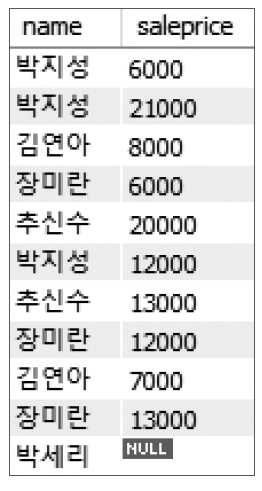 name saleprice
박지성 6000
박지성 21000
김연아 8000
장미란 6000
추신수 20000
박지성 12000
추신수 13000
장미란 12000
김연아 7000
장미란 13000
박세리 NULL